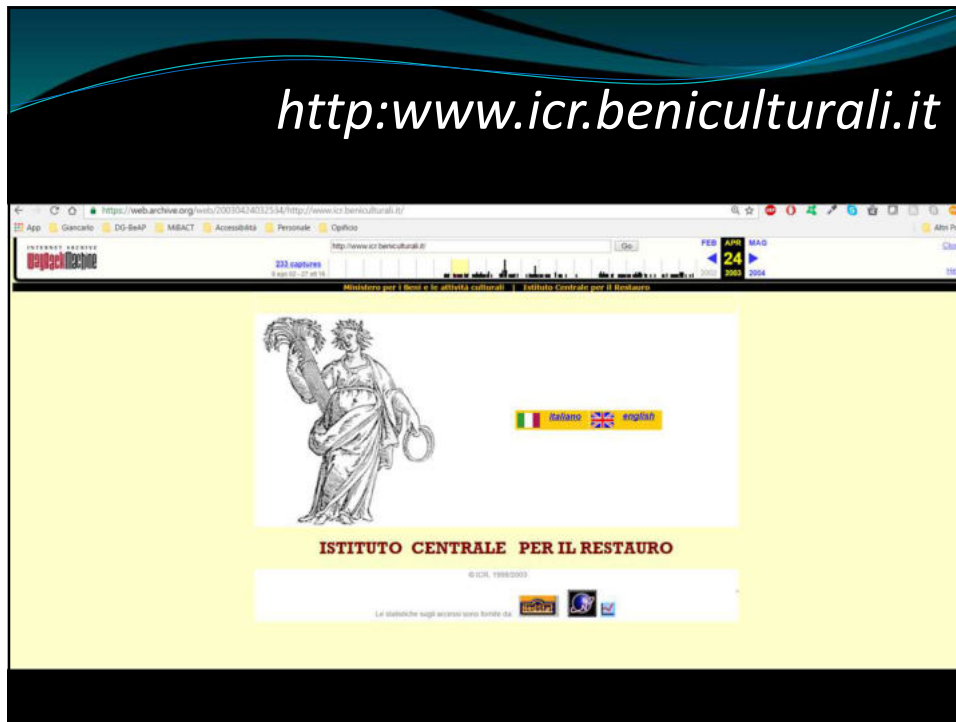 http:www.icr.beniculturali.it
https://web.archive.org/web/20030424032534/http://www.icr.beniculturali.it/
App Giancarlo DG-BeAP MiBACT Accessibilità Personale Opificio Altri
INTERNET ARCHIVE
WayBackMachine
http://www.icr.beniculturali.it/ Go
FEB APR MAG
233 captures
24
2002 2003 2004
Ministero per i Beni e le attività culturali | Istituto Centrale per il Restauro
italiano english
ISTITUTO CENTRALE PER IL RESTAURO
© ICR, 1998/2003
Le statistiche sugli accessi sono fornite da